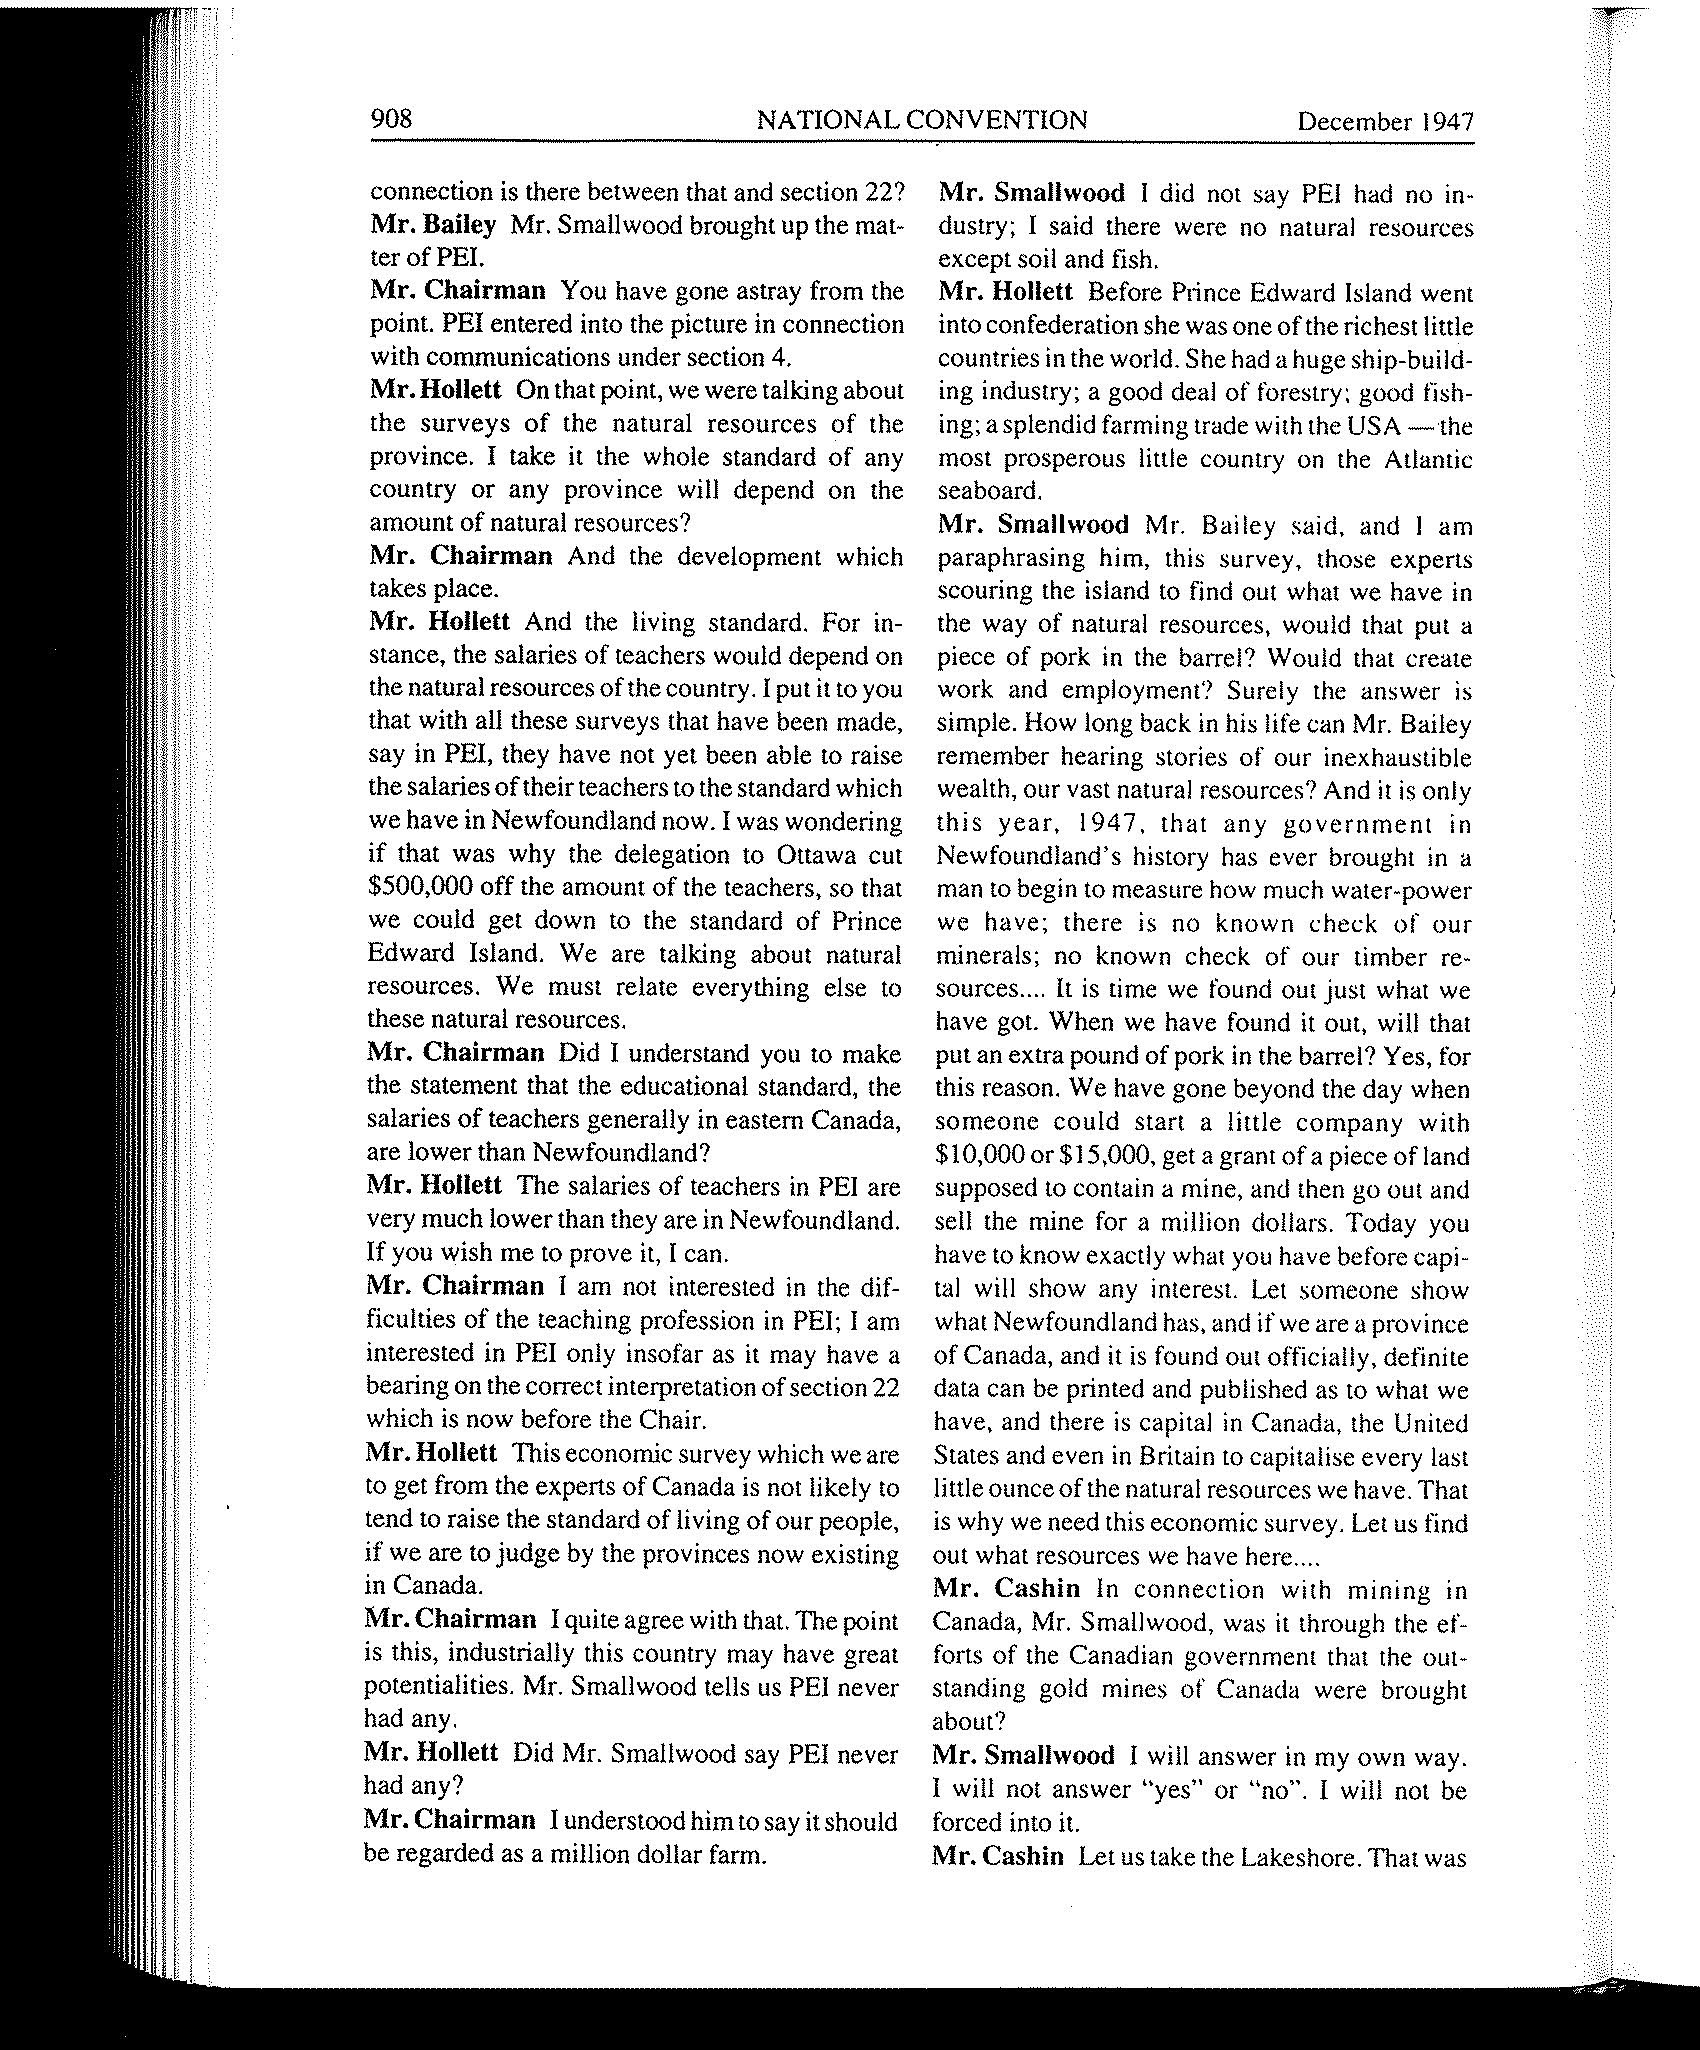 908 NATIONAL CONVENTION December 1947
connection is there between that and section 22?
Mr. Bailey Mr. Smallwood brought up the mat-
ter of PEI.
Mr. Chairman You have gone astray from the
point. PEI entered into the picture in connection
with communications under section 4.
Mr. Hollett On that point, we were talking about
the surveys of the natural resources of the
province. I take it the whole standard of any
country or any province will depend on the
amount of natural resources?
Mr. Chairman And the development which
takes place.
Mr. Hollett And the living standard. For in-
stance, the salaries of teachers would depend on
the natural resources of the country. I put it to you
that with all these surveys that have been made,
say in PEI, they have not yet been able to raise
the salaries of their teachers to the standard which
we have in Newfoundland now. I was wondering
if that was why the delegation to Ottawa cut
$500,000 off the amount of the teachers, so that
we could get down to the standard of Prince
Edward Island. We are talking about natural
resources. We must relate everything else to
these natural resources.
Mr. Chairman Did I understand you to make
the statement that the educational standard, the
salaries of teachers generally in eastern Canada,
are lower than Newfoundland?
Mr. Hollett The salaries of teachers in PEI are
very much lower than they are in Newfoundland.
If you wish me to prove it, I can.
Mr. Chairman I am not interested in the dif-
ficulties of the teaching profession in PEI; I am
interested in PEI only insofar as it may have a
bearing on the correct interpretation of section 22
which is now before the Chair.
Mr. Hollett This economic survey which we are
to get from the experts of Canada is not likely to
tend to raise the standard of living of our people,
if we are to judge by the provinces now existing
in Canada.
Mr. Chairman I quite agree with that. The point
is this, industrially this country may have great
potentialities. Mr. Smallwood tells us PEI never
had any.
Mr. Hollett Did Mr. Smallwood say PEI never
had any?
Mr. Chairman I understood him to say it should
be regarded as a million dollar farm.
Mr. Smallwood I did not say PEI had no in-
dustry; I said there were no natural resources
except soil and fish.
Mr. Hollett Before Prince Edward Island went
into confederation she was one of the richest little
countries in the world. She had a huge ship-build-
ing industry; a good deal of forestry; good fish-
ing; a splendid farming trade with the USA — the
most prosperous little country on the Atlantic
seaboard.
Mr. Smallwood Mr. Bailey said, and I am
paraphrasing him, this survey, those experts
scouring the island to find out what we have in
the way of natural resources, would that put a
piece of pork in the barrel? Would that create
work and employment? Surely the answer is
simple. How long back in his life can Mr. Bailey
remember hearing stories of our inexhaustible
wealth, our vast natural resources? And it is only
this year, 1947, that any government in
Newfoundland's history has ever brought in a
man to begin to measure how much water-power
we have; there is no known check of our
minerals; no known check of our timber re-
sources.... It is time we found out just what we
have got. When we have found it out, will that
put an extra pound of pork in the barrel? Yes, for
this reason. We have gone beyond the day when
someone could start a little company with
$10,000 or $15,000, get a grant of a piece of land
supposed to contain a mine, and then go out and
sell the mine for a million dollars. Today you
have to know exactly what you have before capi-
tal will show any interest. Let someone show
what Newfoundland has, and if we are a province
of Canada, and it is found out officially, definite
data can be printed and published as to what we
have, and there is capital in Canada, the United
States and even in Britain to capitalise every last
little ounce of the natural resources we have. That
is why we need this economic survey. Let us find
out what resources we have here....
Mr. Cashin In connection with mining in
Canada, Mr. Smallwood, was it through the ef-
forts of the Canadian government that the out-
standing gold mines of Canada were brought
about?
Mr. Smallwood I will answer in my own way.
I will not answer "yes" or "no". I will not be
forced into it.
Mr. Cashin Let us take the Lakeshore. That was